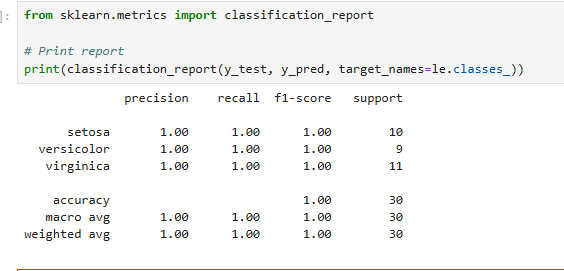 ]:
from sklearn.metrics import classification_report
# Print report
print(classification_report(y_test, y_pred, target_names=le.classes_))
precision recall f1-score support
setosa 1.00 1.00 1.00 10
versicolor 1.00 1.00 1.00 9
virginica 1.00 1.00 1.00 11
accuracy 1.00 30
macro avg 1.00 1.00 1.00 30
weighted avg 1.00 1.00 1.00 30